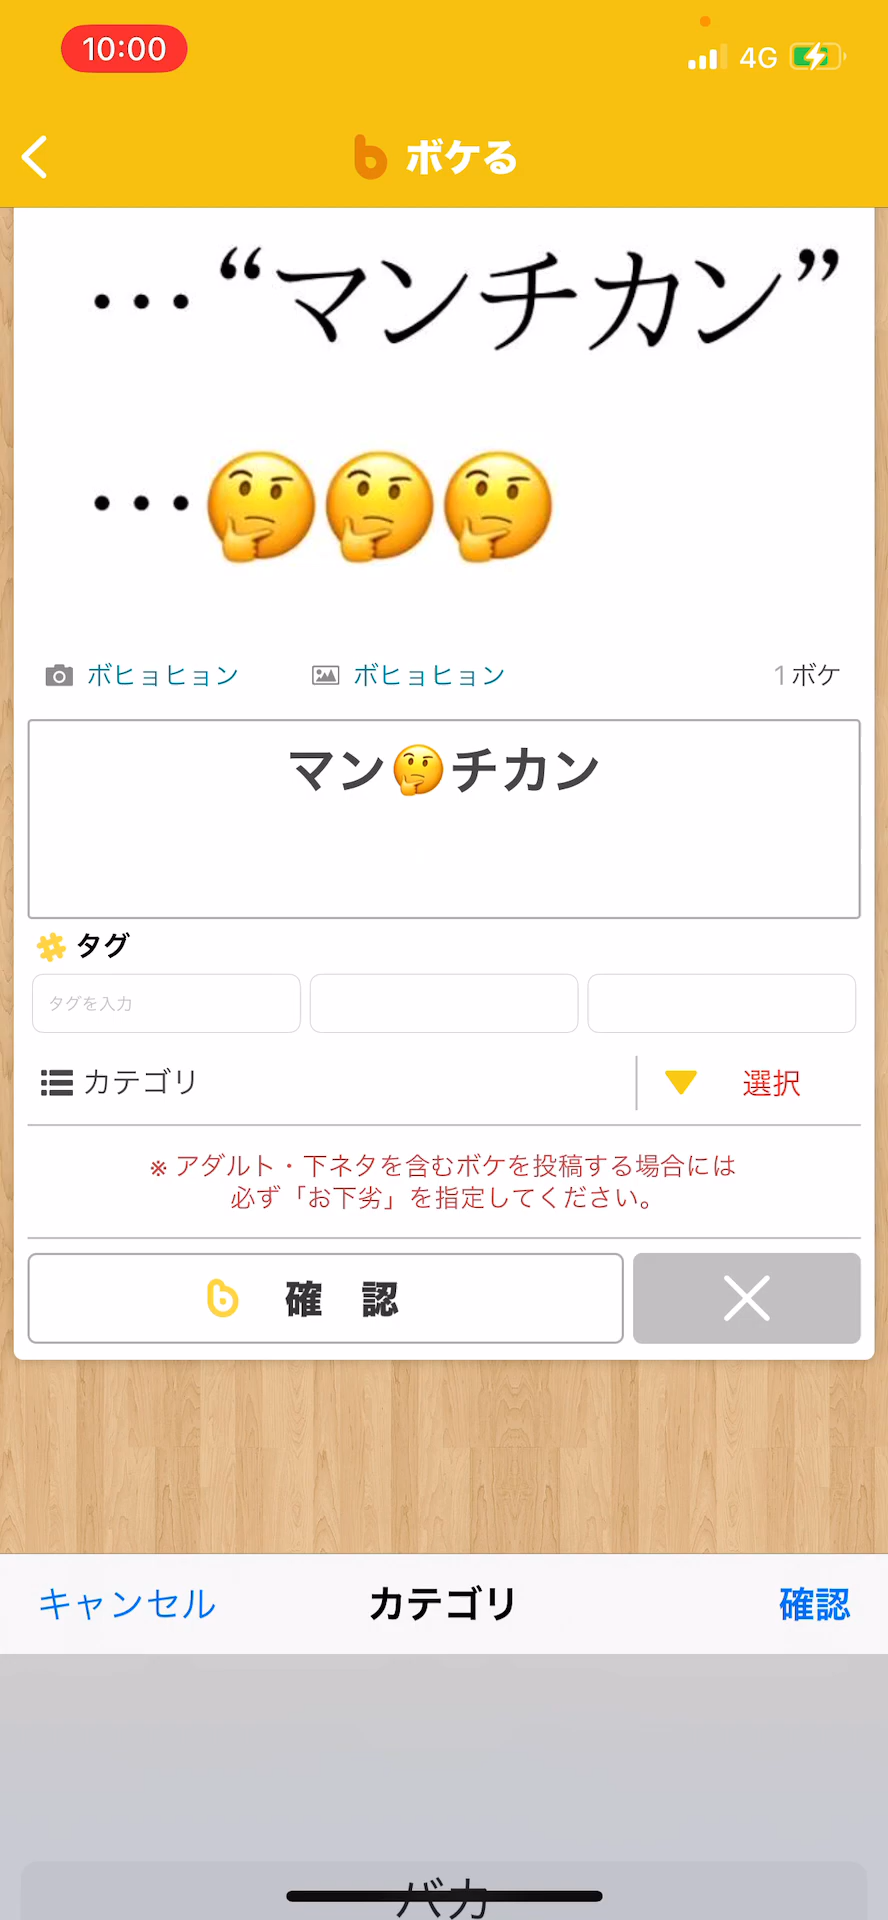 10:00
4G
ボケる
…“マンチカン”
…🤔🤔🤔
ボヒョヒョン ボヒョヒョン 1ボケ
マン🤔チカン
タグ
タグを入力
カテゴリ 選択
※ アダルト・下ネタを含むボケを投稿する場合には
必ず「お下劣」を指定してください。
確 認
キャンセル カテゴリ 確認
バカ